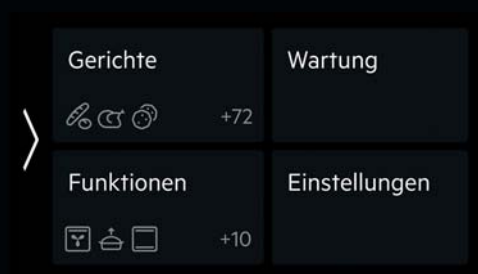 Gerichte
+72
Wartung
Funktionen
+10
Einstellungen